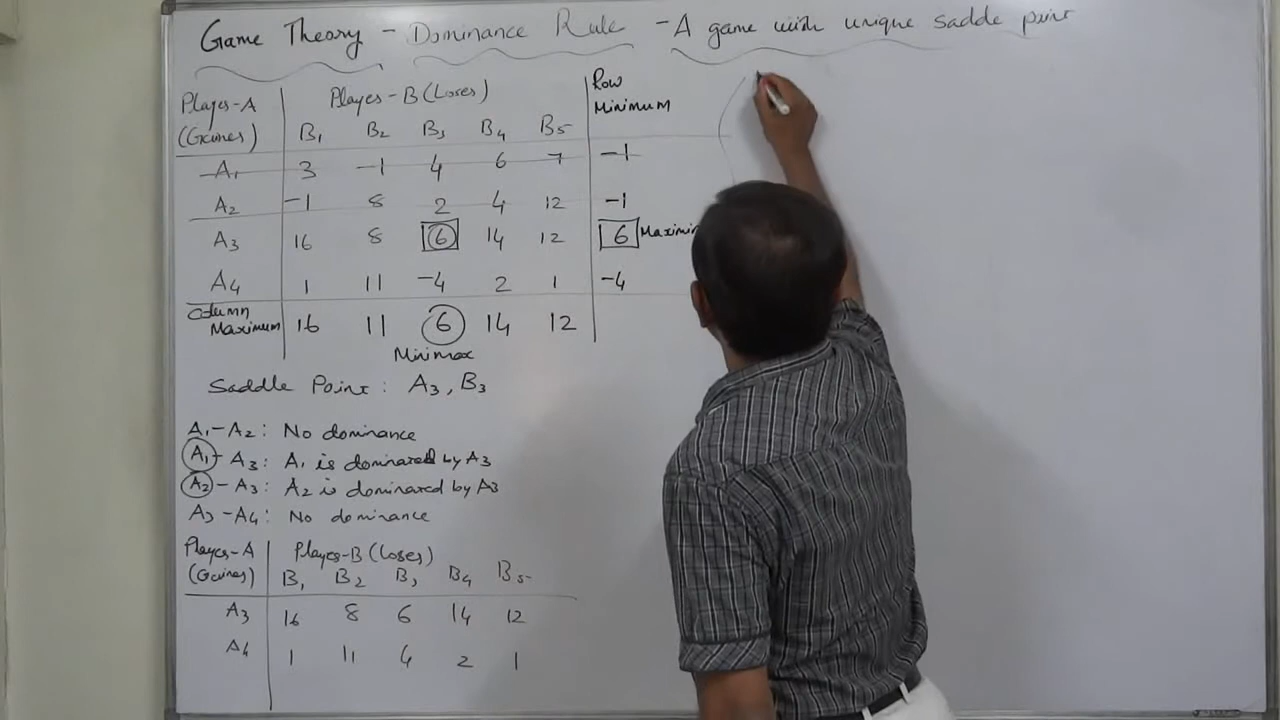 Game Theory - Dominance Rule - A game with unique sadde point
Player-A Player-B (Loses) Row
(Gaines) B1 B2 B3 B4 B5 Minimum
A1 3 -1 4 6 7 -1
A2 -1 8 2 4 12 -1
A3 16 8 6 14 12 6 Maximin
A4 1 11 -4 2 1 -4
Column
Maximum 16 11 6 14 12
Minimax
Saddle Point: A3, B3
A1-A2: No dominance
A1-A3: A1 is dominated by A3
A2-A3: A2 is dominated by A3
A3-A4: No dominance
Player-A Player-B (Loses)
(Gaines) B1 B2 B3 B4 B5
A3 16 8 6 14 12
A4 1 11 4 2 1